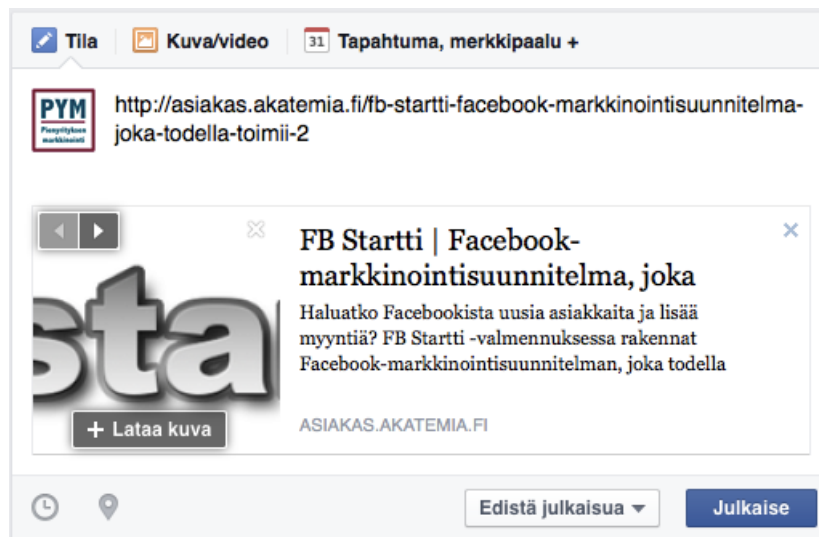 Tila Kuva/video 31 Tapahtuma, merkkipaalu +
PYM
Pienyrityksen
markkinointi
http://asiakas.akatemia.fi/fb-startti-facebook-markkinointisuunnitelma-
joka-todella-toimii-2
sta
+ Lataa kuva
FB Startti | Facebook-
markkinointisuunnitelma, joka
Haluatko Facebookista uusia asiakkaita ja lisää
myyntiä? FB Startti -valmennuksessa rakennat
Facebook-markkinointisuunnitelman, joka todella
ASIAKAS.AKATEMIA.FI
Edistä julkaisua Julkaise